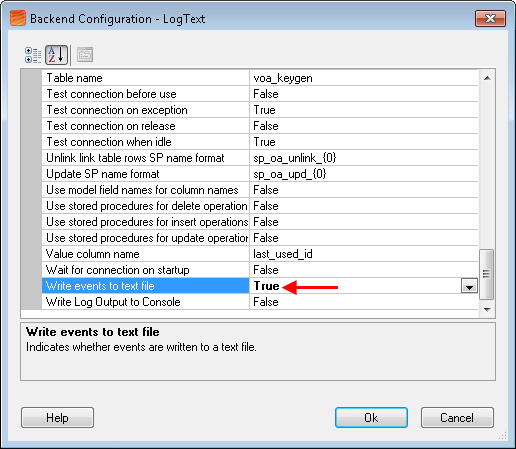 Backend Configuration - LogText
Table name voa_keygen
Test connection before use False
Test connection on exception True
Test connection on release False
Test connection when idle True
Unlink link table rows SP name format sp_oa_unlink_{0}
Update SP name format sp_oa_upd_{0}
Use model field names for column names False
Use stored procedures for delete operation False
Use stored procedures for insert operations False
Use stored procedures for update operation False
Value column name last_used_id
Wait for connection on startup False
Write events to text file True
Write Log Output to Console False
Write events to text file
Indicates whether events are written to a text file.
Help Ok Cancel